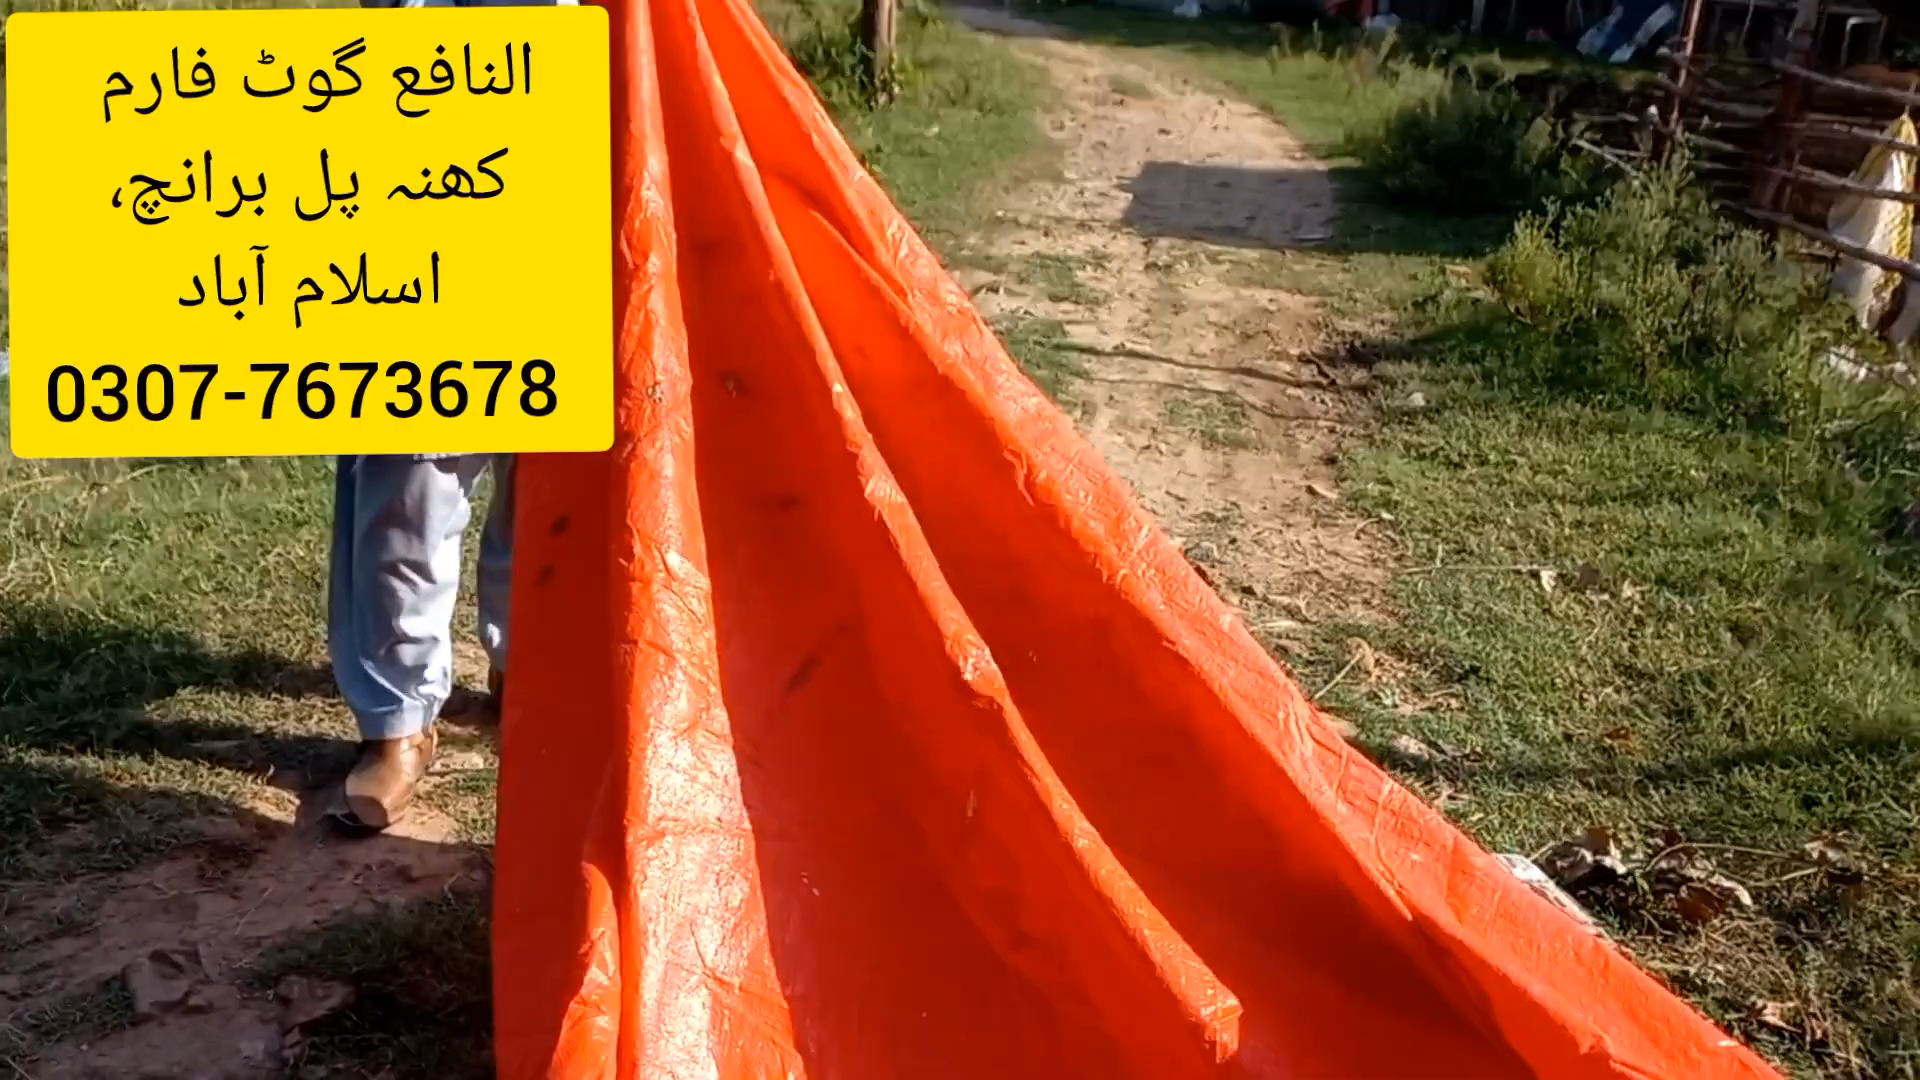 النافع گوٹ فارم
کھنہ پل برانچ،
اسلام آباد
0307-7673678